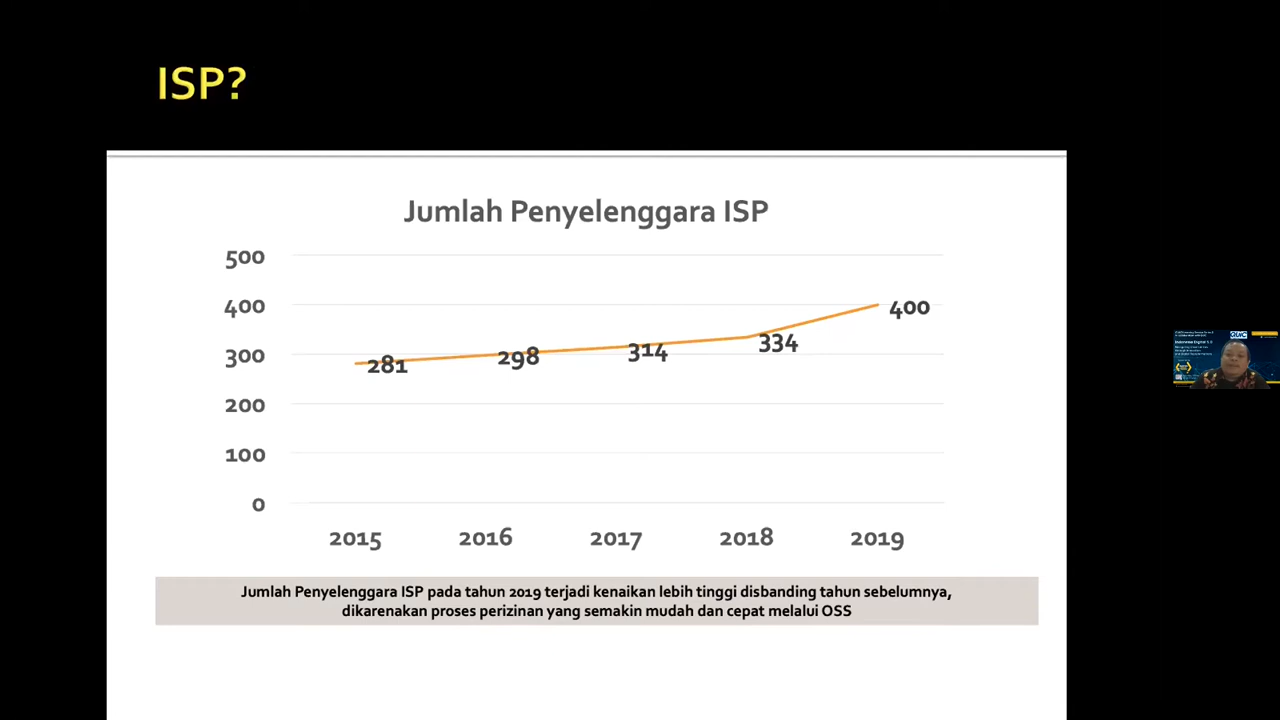 ISP?
Jumlah Penyelenggara ISP
500
400
300
200
100
0
281
298
314
334
400
2015 2016 2017 2018 2019
Jumlah Penyelenggara ISP pada tahun 2019 terjadi kenaikan lebih tinggi disbanding tahun sebelumnya,
dikarenakan proses perizinan yang semakin mudah dan cepat melalui OSS
Indonesia Digital